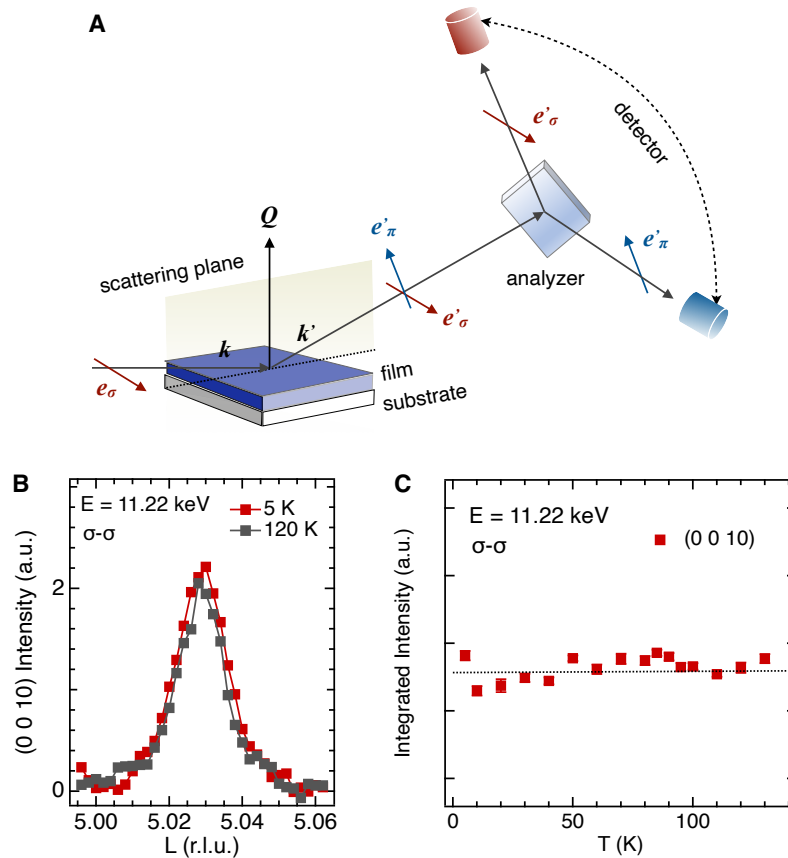 A
detector
e'σ
Q
e'π
e'π
scattering plane
analyzer
k'
e'σ
k
film
eσ
substrate
B
E = 11.22 keV
σ-σ
5 K
120 K
(0 0 10) Intensity (a.u.)
2
0
5.00 5.02 5.04 5.06
L (r.l.u.)
C
E = 11.22 keV
σ-σ
(0 0 10)
Integrated Intensity (a.u.)
0 50 100
T (K)